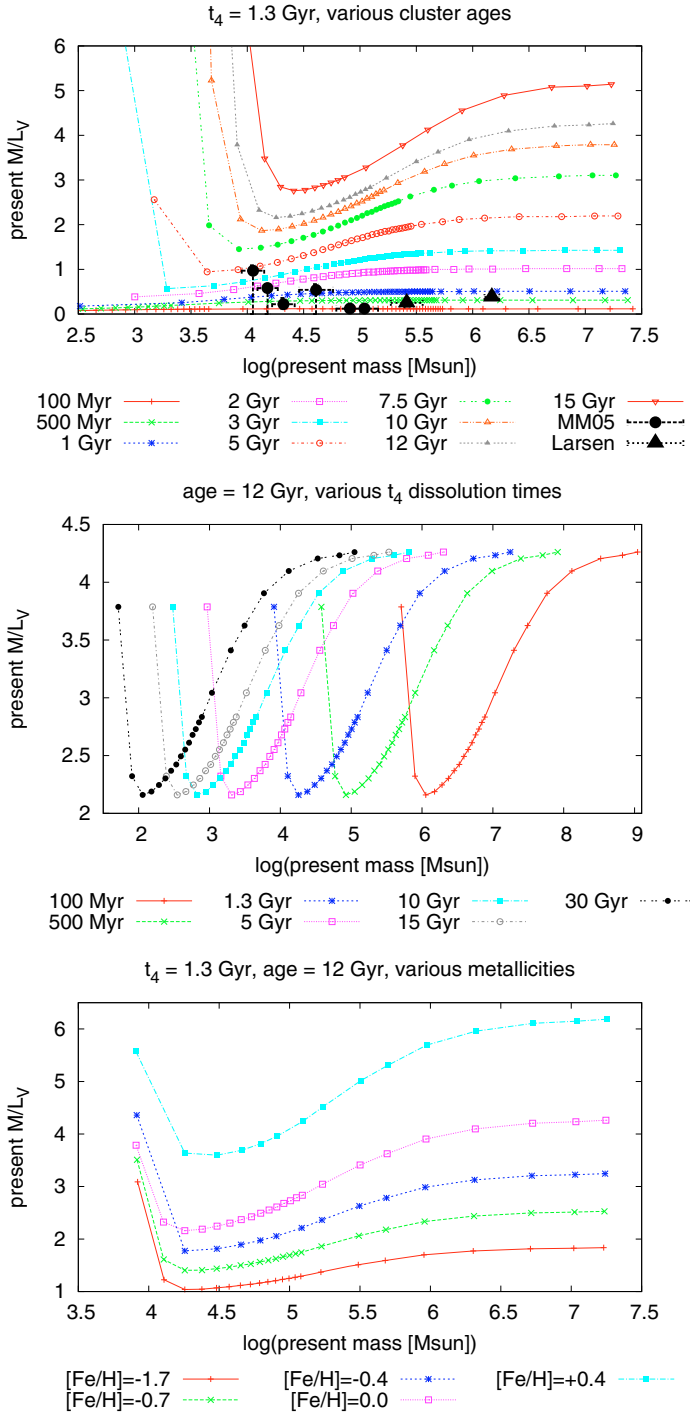 t4 = 1.3 Gyr, various cluster ages
present M/LV
6
5
4
3
2
1
0
2.5 3 3.5 4 4.5 5 5.5 6 6.5 7 7.5
log(present mass [Msun])
100 Myr 2 Gyr 7.5 Gyr 15 Gyr
500 Myr 3 Gyr 10 Gyr MM05
1 Gyr 5 Gyr 12 Gyr Larsen
age = 12 Gyr, various t4 dissolution times
present M/LV
4.5
4
3.5
3
2.5
2
2 3 4 5 6 7 8 9
log(present mass [Msun])
100 Myr 1.3 Gyr 10 Gyr 30 Gyr
500 Myr 5 Gyr 15 Gyr
t4 = 1.3 Gyr, age = 12 Gyr, various metallicities
present M/LV
6
5
4
3
2
1
3.5 4 4.5 5 5.5 6 6.5 7 7.5
log(present mass [Msun])
[Fe/H]=-1.7 [Fe/H]=-0.4 [Fe/H]=+0.4
[Fe/H]=-0.7 [Fe/H]=0.0